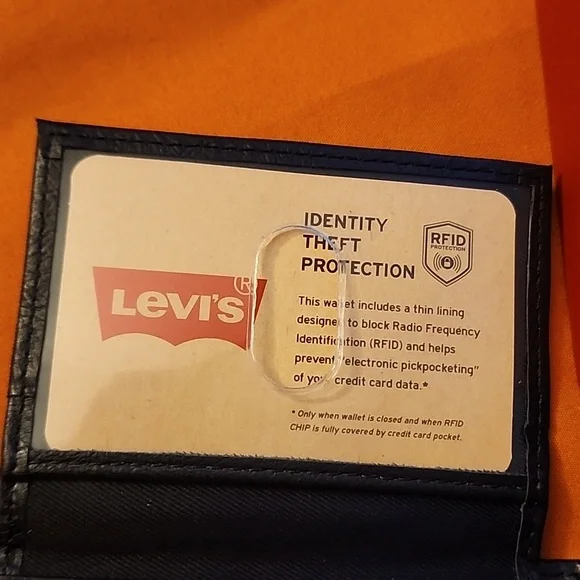 LEVI'S®
IDENTITY
THEFT
PROTECTION
RFID
PROTECTION
This wallet includes a thin lining
designed to block Radio Frequency
Identification (RFID) and helps
prevent "electronic pickpocketing"
of your credit card data.*
* Only when wallet is closed and when RFID
CHIP is fully covered by credit card pocket.